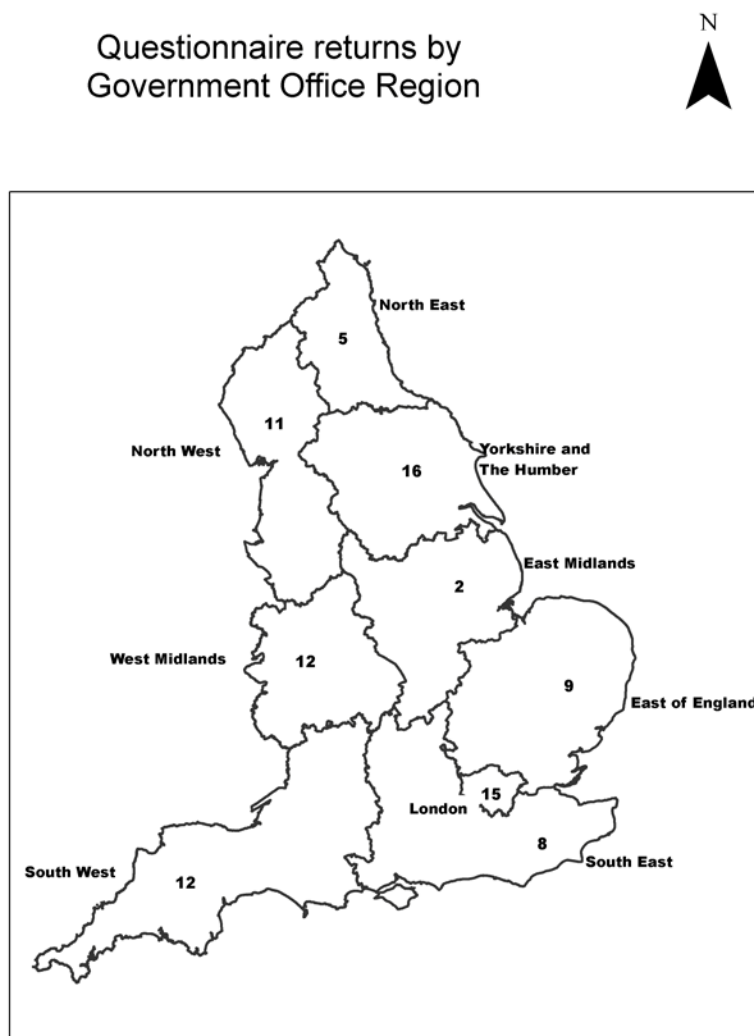 Questionnaire returns by
Government Office Region
N
North East
5
11
North West
Yorkshire and
The Humber
16
East Midlands
2
West Midlands
12
9
East of England
15
London
8
South East
South West
12